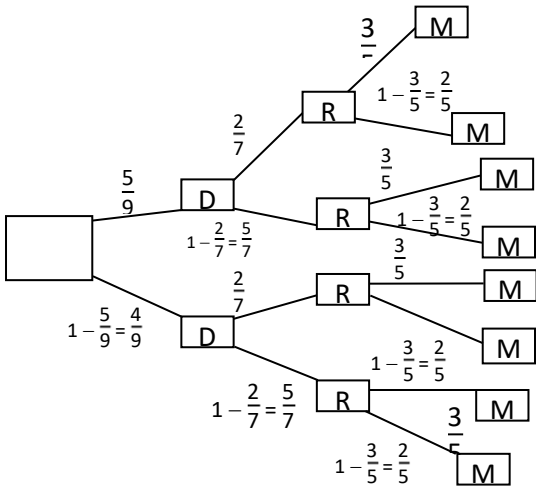 3/5
M
1 − 3/5 = 2/5
R
M
2/7
3/5
M
5/9
D
R
1 − 3/5 = 2/5
M
1 − 2/7 = 5/7
3/5
2/7
R
M
1 − 5/9 = 4/9
D
M
1 − 3/5 = 2/5
1 − 2/7 = 5/7
R
M
3/5
1 − 3/5 = 2/5
M